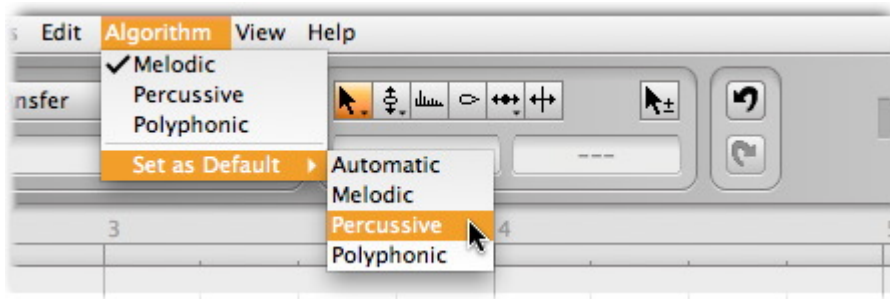 Edit Algorithm View Help
Melodic
Percussive
nsfer
Polyphonic
Set as Default
Automatic
Melodic
Percussive
Polyphonic
---
3 4